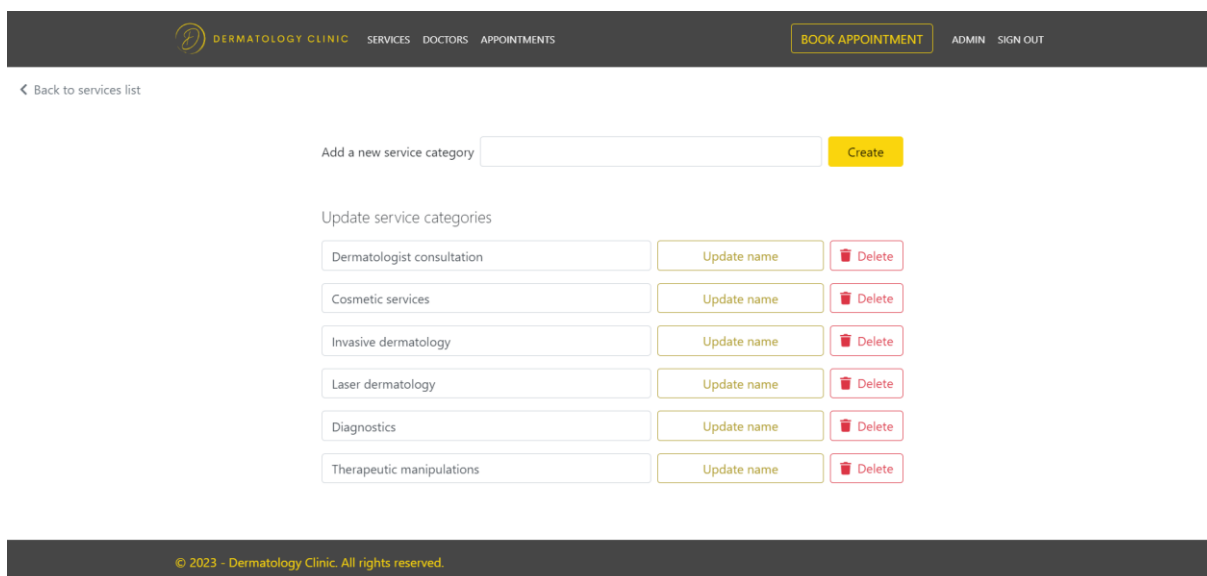 DERMATOLOGY CLINIC SERVICES DOCTORS APPOINTMENTS BOOK APPOINTMENT ADMIN SIGN OUT
Back to services list
Add a new service category Create
Update service categories
Dermatologist consultation Update name Delete
Cosmetic services Update name Delete
Invasive dermatology Update name Delete
Laser dermatology Update name Delete
Diagnostics Update name Delete
Therapeutic manipulations Update name Delete
© 2023 - Dermatology Clinic. All rights reserved.